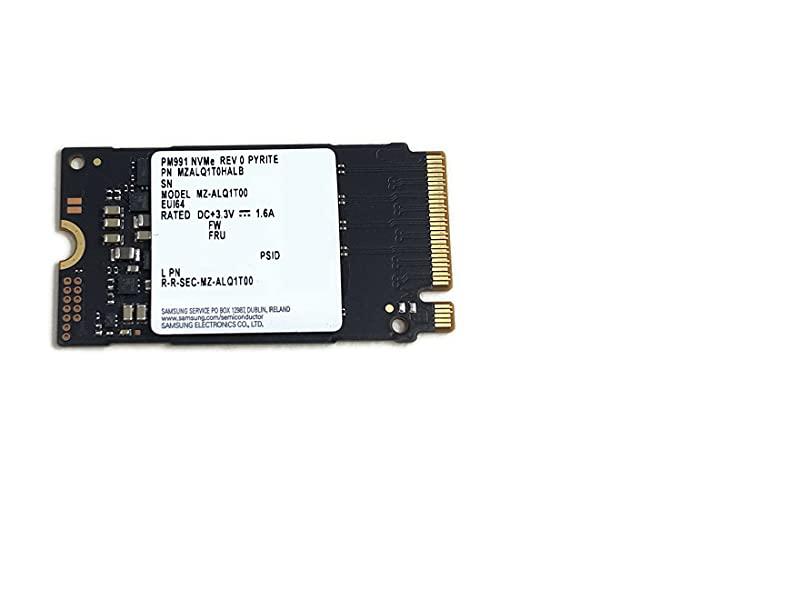 PM991 NVMe REV 0 PYRITE
PN MZALQ1T0HALB
SN
MODEL MZ-ALQ1T00
EUI64
RATED DC+3.3V ⎓ 1.6A
FW
FRU
PSID
L PN
R-R-SEC-MZ-ALQ1T00
SAMSUNG SERVICE PO BOX 12987, DUBLIN, IRELAND
www.samsung.com/semiconductor
SAMSUNG ELECTRONICS CO., LTD.